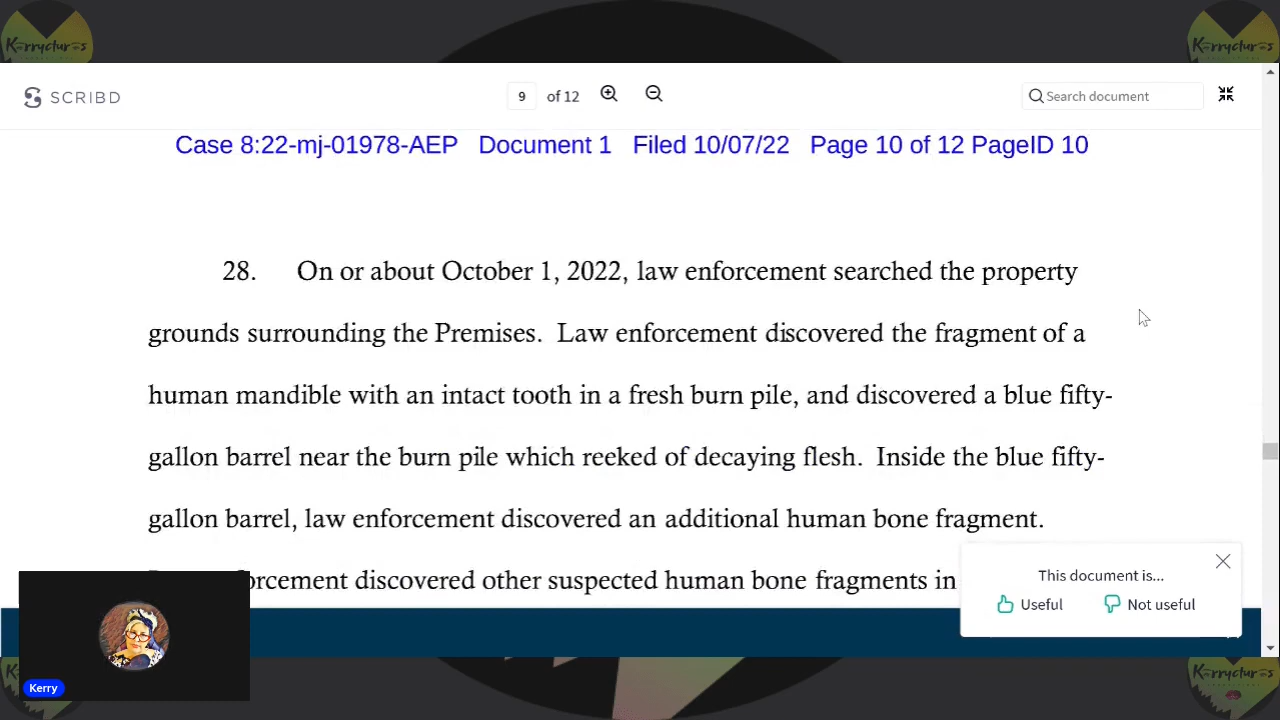 Kerryctures
Kerryctures
SCRIBD
9 of 12
Search document
Case 8:22-mj-01978-AEP Document 1 Filed 10/07/22 Page 10 of 12 PageID 10
28. On or about October 1, 2022, law enforcement searched the property
grounds surrounding the Premises. Law enforcement discovered the fragment of a
human mandible with an intact tooth in a fresh burn pile, and discovered a blue fifty-
gallon barrel near the burn pile which reeked of decaying flesh. Inside the blue fifty-
gallon barrel, law enforcement discovered an additional human bone fragment.
forcement discovered other suspected human bone fragments in
This document is...
Useful
Not useful
Kerry
Kerryctures